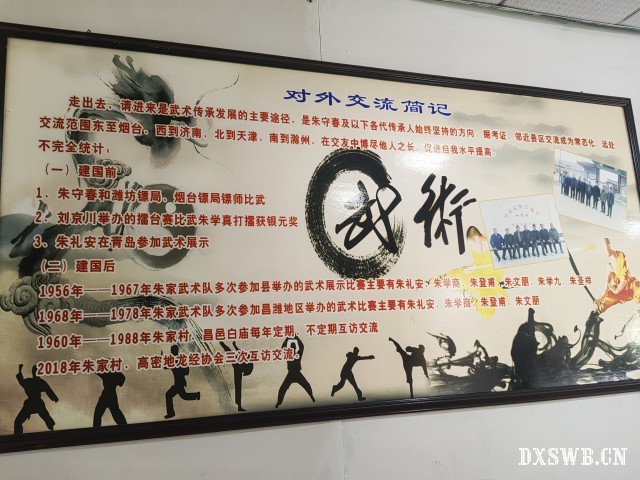 对外交流简记
走出去、请进来是武术传承发展的主要途径，是朱守春及以下各代传承人始终坚持的方向，据考证，邻近县区交流成为常态化，远处
交流范围东至烟台、西到济南、北到天津、南到滁州，在交友中博尽他人之长，促进自我水平提高
不完全统计：
（一）建国前
1、朱守春和潍坊镖局、烟台镖局镖师比武
2、刘京川举办的擂台赛比武朱学真打擂获银元奖
3、朱礼安在青岛参加武术展示
（二）建国后
1956年——1967年朱家武术队多次参加县举办的武术展示比赛主要有朱礼安、朱学商、朱登甫、朱文丽、朱学九、朱圣祥
1968年——1978年朱家武术队多次参加昌潍地区举办的武术比赛主要有朱礼安、朱学商、朱登甫、朱文丽
1960年——1988年朱家村、昌邑白庙每年定期、不定期互访交流
2018年朱家村、高密地龙经协会三次互访交流。
武術
DXSWB.CN